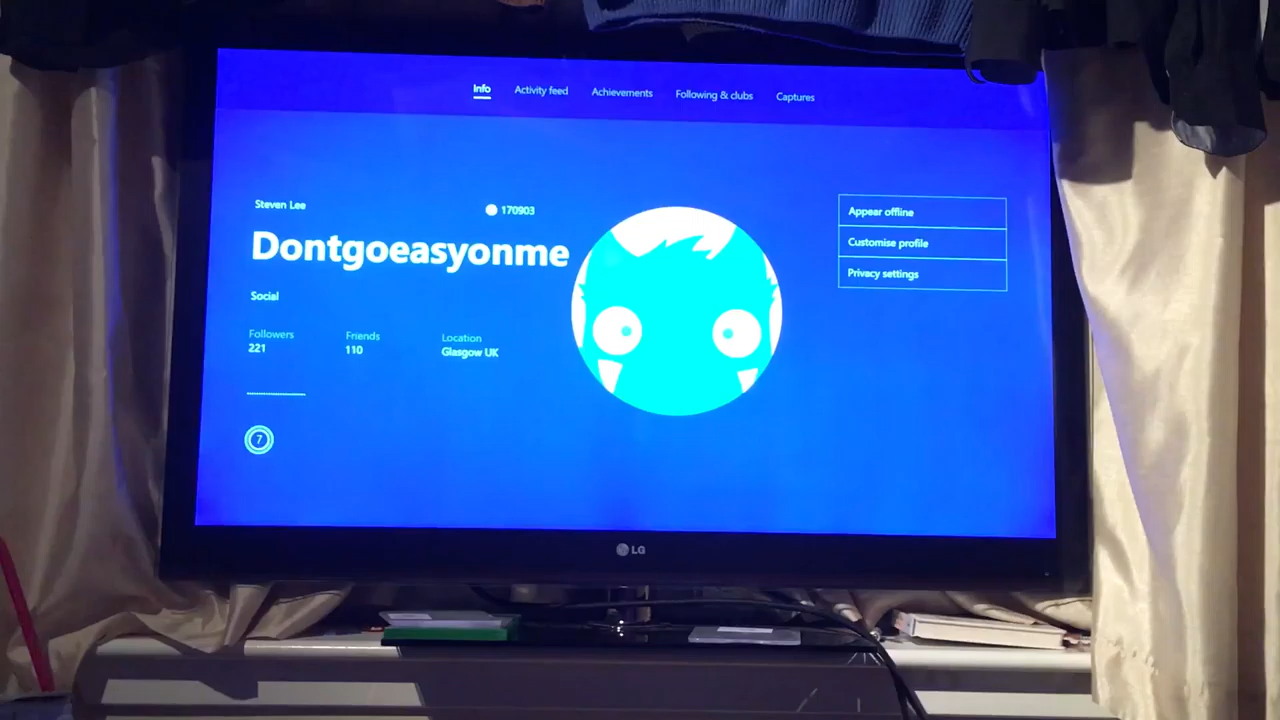 Info Activity feed Achievements Following & clubs Captures
Steven Lee
170903
Dontgoeasyonme
Social
Followers
221
Friends
110
Location
Glasgow UK
7
Appear offline
Customise profile
Privacy settings
LG